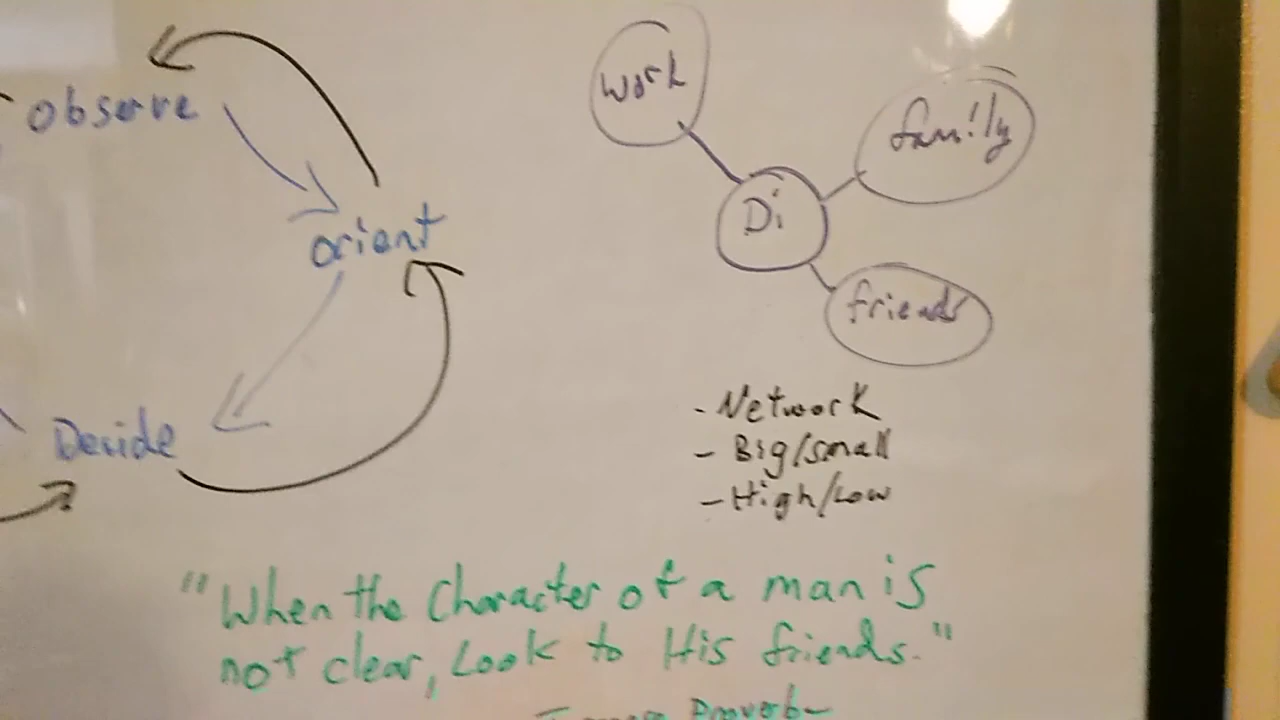 observe
orient
Decide
work
family
Di
friends
- Network
- Big/small
- High/Low
"When the Character of a man is
not clear, Look to His friends."
Proverb